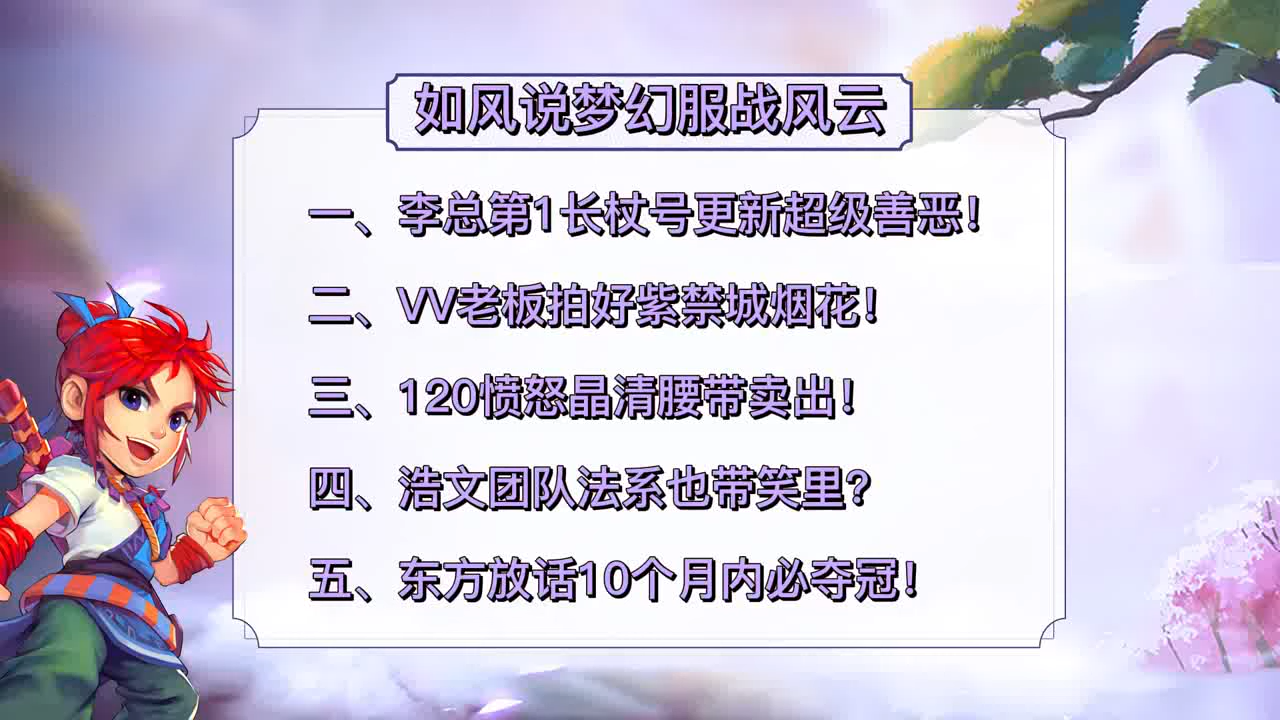 如风说梦幻服战风云
一、李总第1长杖号更新超级善恶！
二、VV老板拍好紫禁城烟花！
三、120愤怒晶清腰带卖出！
四、浩文团队法系也带笑里？
五、东方放话10个月内必夺冠！